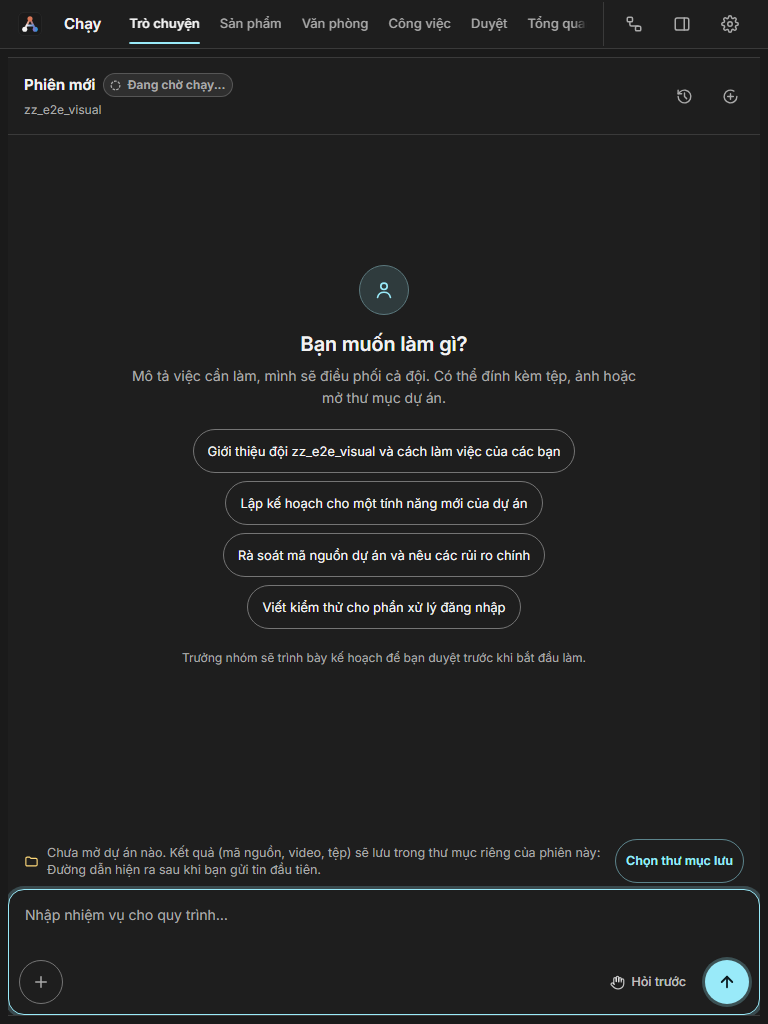 Chạy
Trò chuyện
Sản phẩm
Văn phòng
Công việc
Duyệt
Tổng qua
Phiên mới
Đang chờ chạy...
zz_e2e_visual
Bạn muốn làm gì?
Mô tả việc cần làm, mình sẽ điều phối cả đội. Có thể đính kèm tệp, ảnh hoặc
mở thư mục dự án.
Giới thiệu đội zz_e2e_visual và cách làm việc của các bạn
Lập kế hoạch cho một tính năng mới của dự án
Rà soát mã nguồn dự án và nêu các rủi ro chính
Viết kiểm thử cho phần xử lý đăng nhập
Trưởng nhóm sẽ trình bày kế hoạch để bạn duyệt trước khi bắt đầu làm.
Chưa mở dự án nào. Kết quả (mã nguồn, video, tệp) sẽ lưu trong thư mục riêng của phiên này:
Đường dẫn hiện ra sau khi bạn gửi tin đầu tiên.
Chọn thư mục lưu
Nhập nhiệm vụ cho quy trình...
Hỏi trước